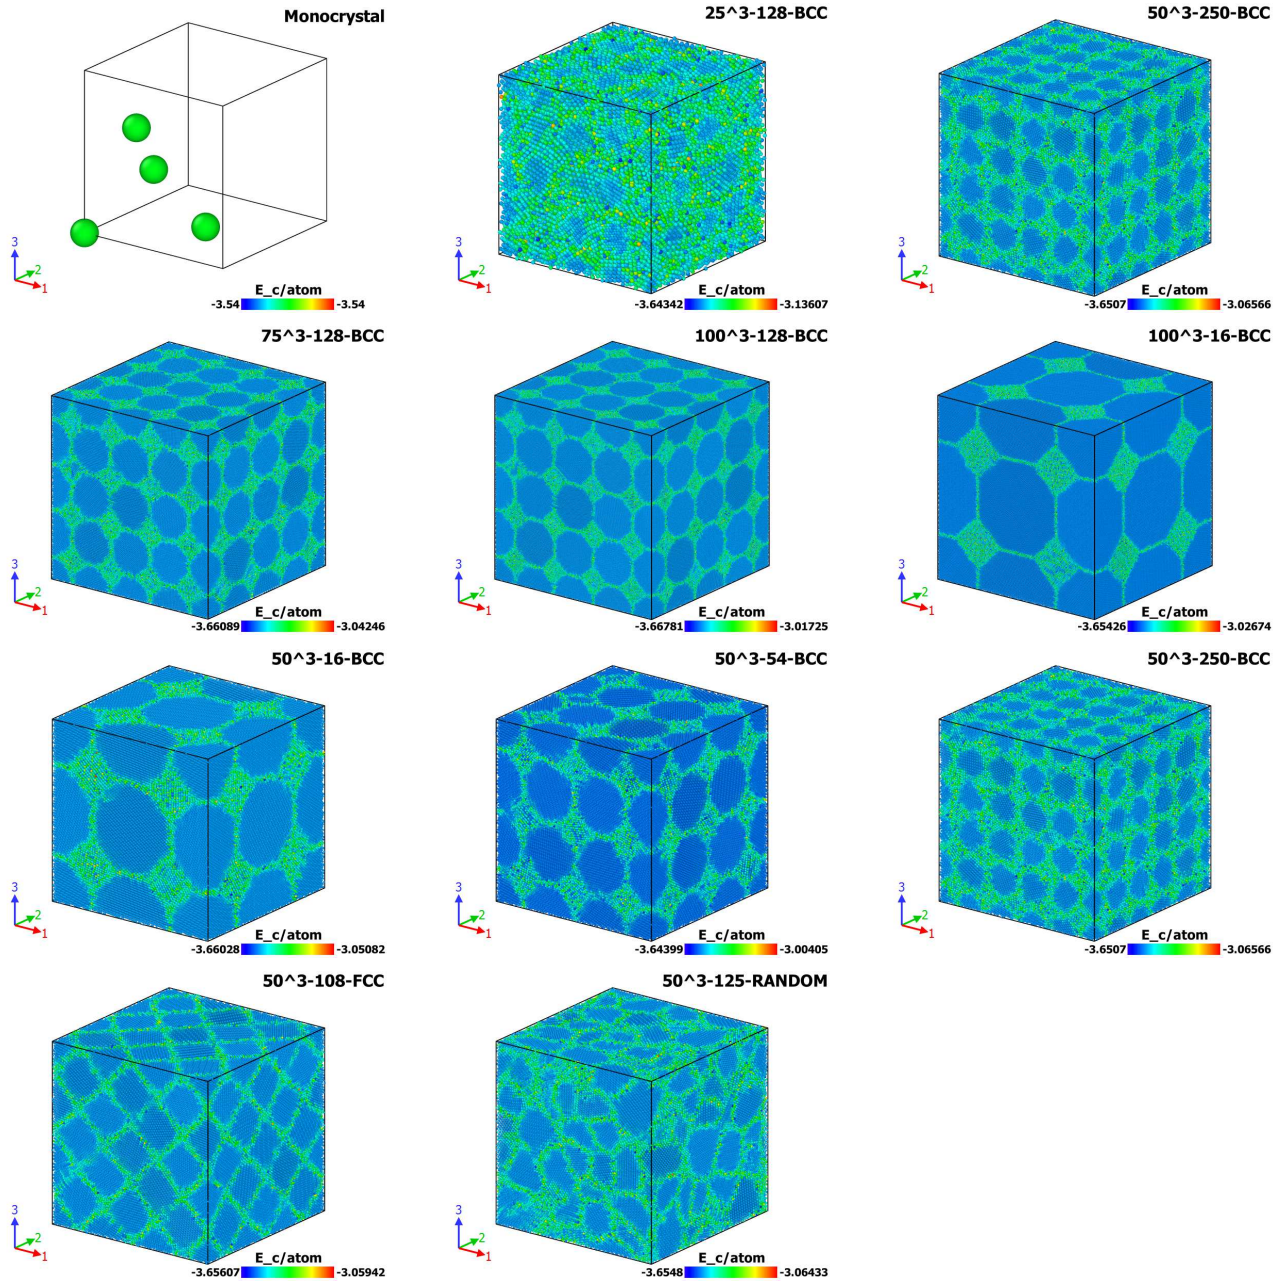 Monocrystal
3
2
1
E_c/atom
-3.54 -3.54
25^3-128-BCC
3
2
1
E_c/atom
-3.64342 -3.13607
50^3-250-BCC
3
2
1
E_c/atom
-3.6507 -3.06566
75^3-128-BCC
3
2
1
E_c/atom
-3.66089 -3.04246
100^3-128-BCC
3
2
1
E_c/atom
-3.66781 -3.01725
100^3-16-BCC
3
2
1
E_c/atom
-3.65426 -3.02674
50^3-16-BCC
3
2
1
E_c/atom
-3.66028 -3.05082
50^3-54-BCC
3
2
1
E_c/atom
-3.64399 -3.00405
50^3-250-BCC
3
2
1
E_c/atom
-3.6507 -3.06566
50^3-108-FCC
3
2
1
E_c/atom
-3.65607 -3.05942
50^3-125-RANDOM
3
2
1
E_c/atom
-3.6548 -3.06433